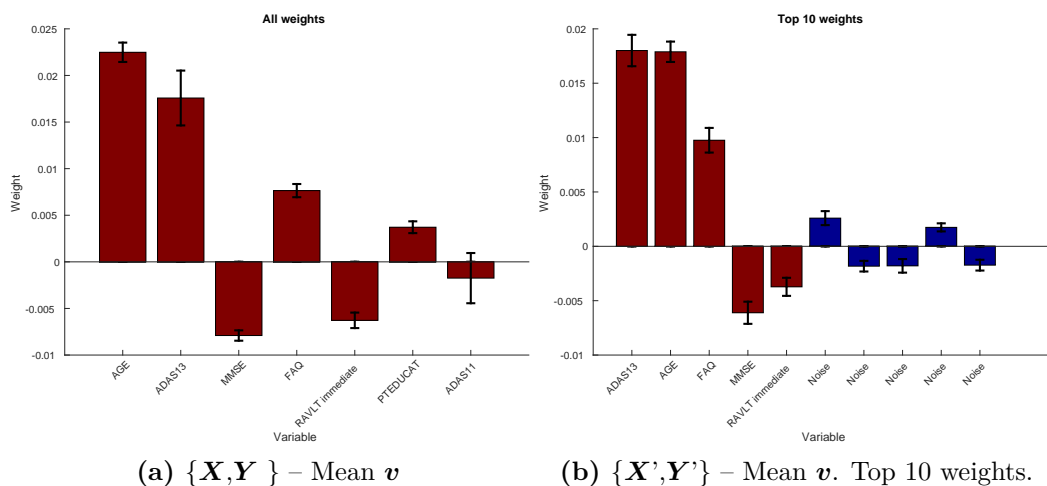 All weights
0.025
0.02
0.015
0.01
0.005
0
-0.005
-0.01
Weight
AGE
ADAS13
MMSE
FAQ
RAVLT immediate
PTEDUCAT
ADAS11
Variable
(a) {X,Y } – Mean v
Top 10 weights
0.02
0.015
0.01
0.005
0
-0.005
-0.01
Weight
ADAS13
AGE
FAQ
MMSE
RAVLT immediate
Noise
Noise
Noise
Noise
Noise
Variable
(b) {X',Y'} – Mean v. Top 10 weights.